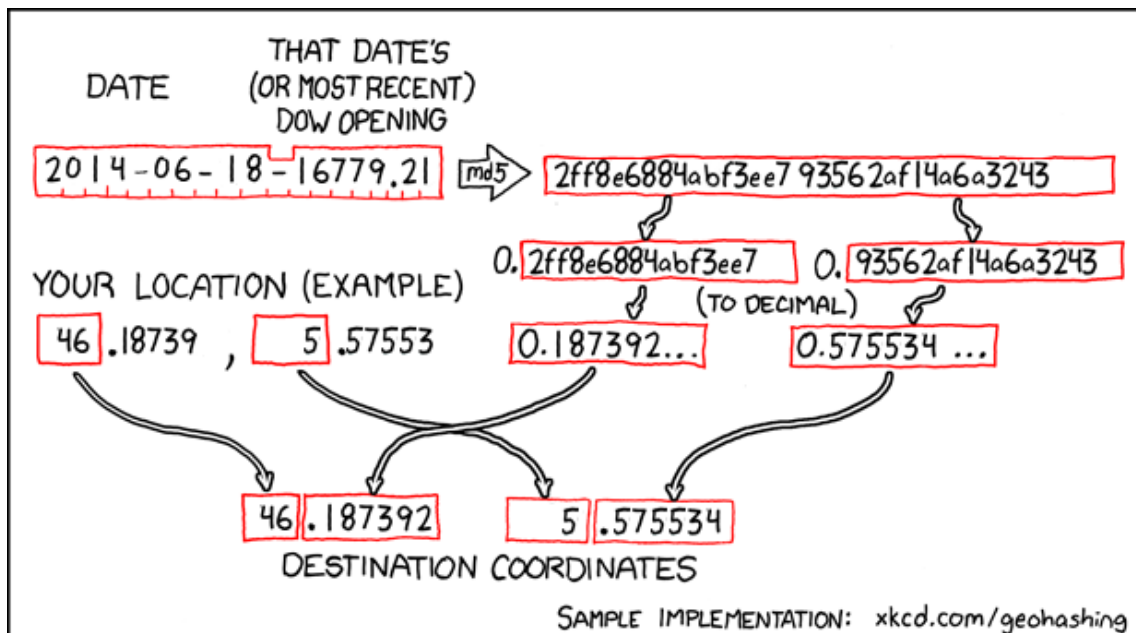 DATE
THAT DATE'S
(OR MOST RECENT)
DOW OPENING
2014-06-18-16779.21
md5
2ff8e6884abf3ee793562af14a6a3243
0.2ff8e6884abf3ee7
0.93562af14a6a3243
(TO DECIMAL)
YOUR LOCATION (EXAMPLE)
46.18739, 5.57553
0.187392...
0.575534 ...
46.187392
5.575534
DESTINATION COORDINATES
SAMPLE IMPLEMENTATION: xkcd.com/geohashing